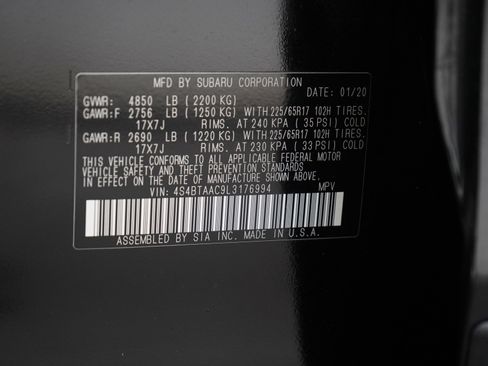 MFD BY SUBARU CORPORATION
DATE: 01/20
GVWR: 4850 LB (2200 KG)
GAWR:F 2756 LB (1250 KG) WITH 225/65R17 102H TIRES.
17X7J RIMS. AT 240 KPA (35 PSI) COLD
GAWR:R 2690 LB (1220 KG) WITH 225/65R17 102H TIRES.
17X7J RIMS. AT 230 KPA (33 PSI) COLD
THIS VEHICLE CONFORMS TO ALL APPLICABLE FEDERAL MOTOR
VEHICLE SAFETY AND THEFT PREVENTION STANDARDS IN
EFFECT ON THE DATE OF MANUFACTURE SHOWN ABOVE.
VIN: 4S4BTAAC9L3176994 MPV
ASSEMBLED BY SIA INC. MADE IN U.S.A.